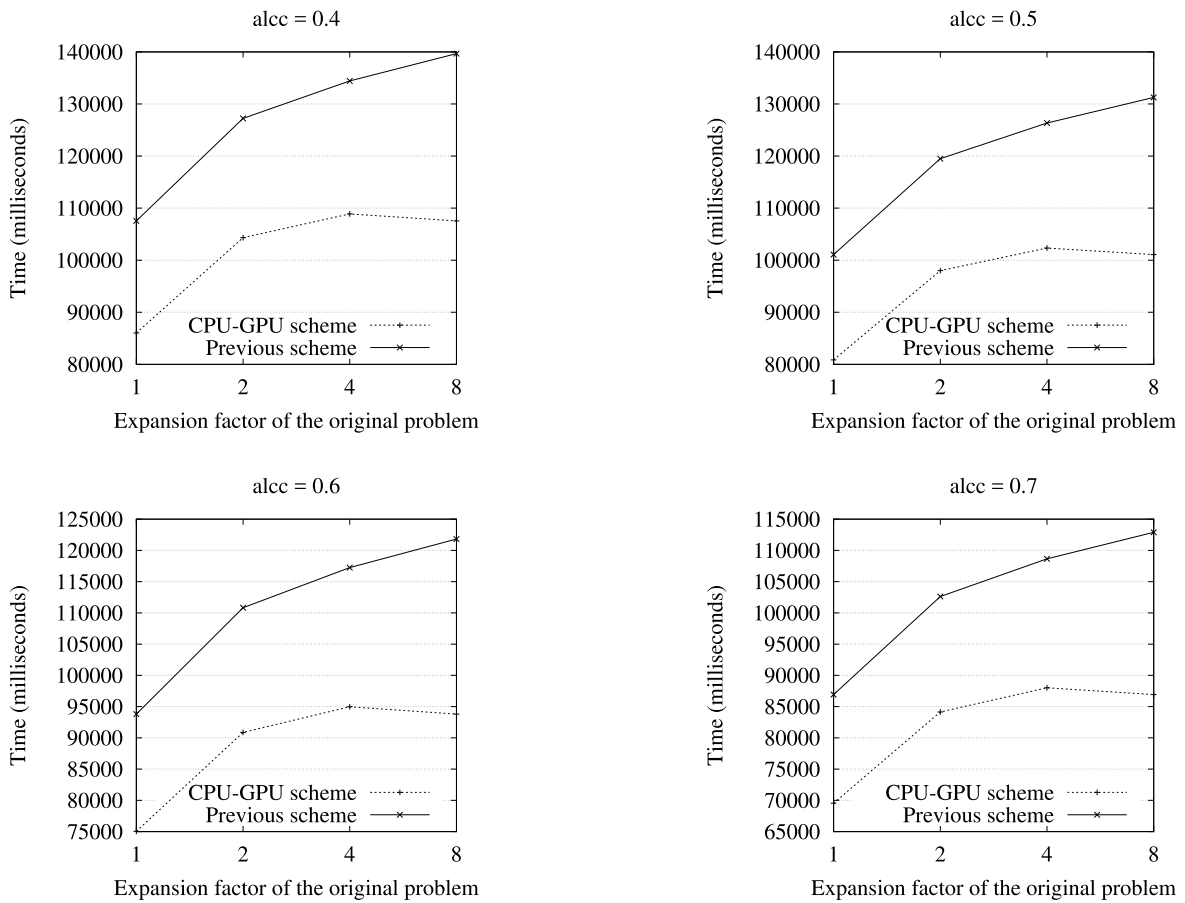 alcc = 0.4
140000
130000
120000
110000
100000
90000
80000
Time (milliseconds)
CPU-GPU scheme
Previous scheme
1 2 4 8
Expansion factor of the original problem
alcc = 0.5
140000
130000
120000
110000
100000
90000
80000
Time (milliseconds)
CPU-GPU scheme
Previous scheme
1 2 4 8
Expansion factor of the original problem
alcc = 0.6
125000
120000
115000
110000
105000
100000
95000
90000
85000
80000
75000
Time (milliseconds)
CPU-GPU scheme
Previous scheme
1 2 4 8
Expansion factor of the original problem
alcc = 0.7
115000
110000
105000
100000
95000
90000
85000
80000
75000
70000
65000
Time (milliseconds)
CPU-GPU scheme
Previous scheme
1 2 4 8
Expansion factor of the original problem